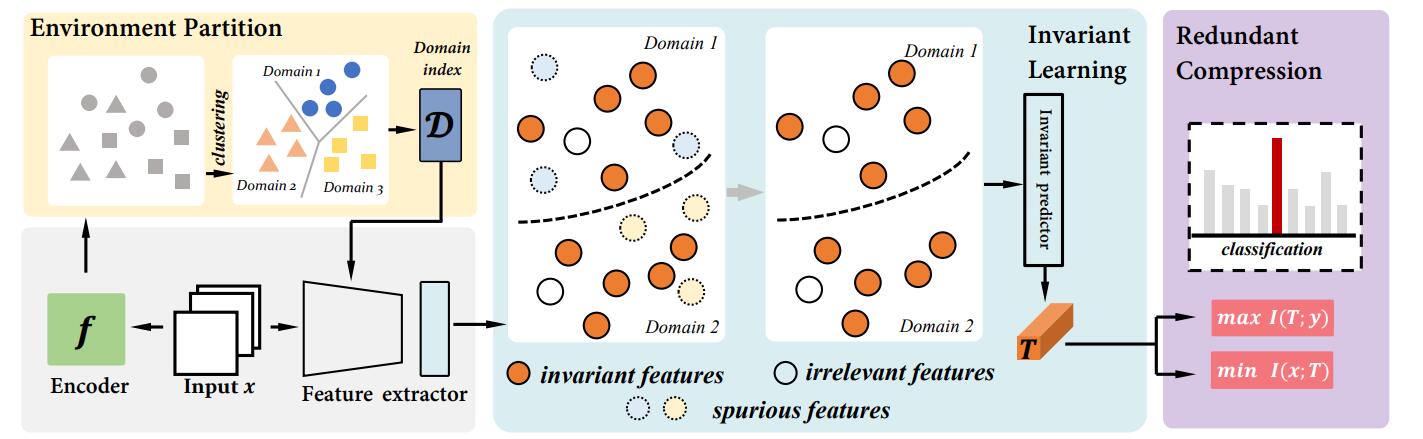 Environment Partition
clustering
Domain 1
Domain 2
Domain 3
Domain
index
D
f
Encoder
Input x
Feature extractor
Domain 1
Domain 2
Domain 1
Domain 2
invariant features
irrelevant features
spurious features
Invariant
Learning
Invariant predictor
T
Redundant
Compression
classification
max I(T; y)
min I(x; T)